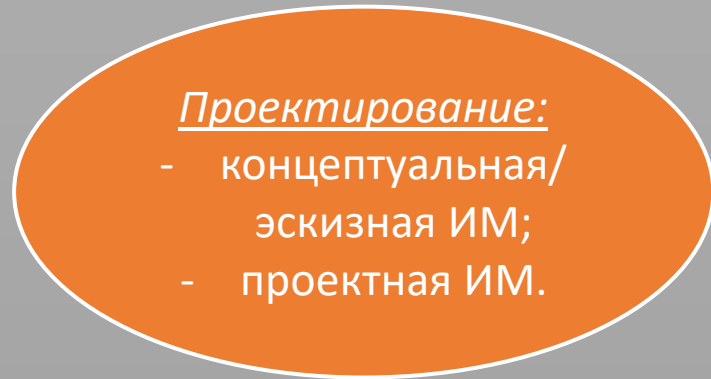 Проектирование:
- концептуальная/
эскизная ИМ;
- проектная ИМ.